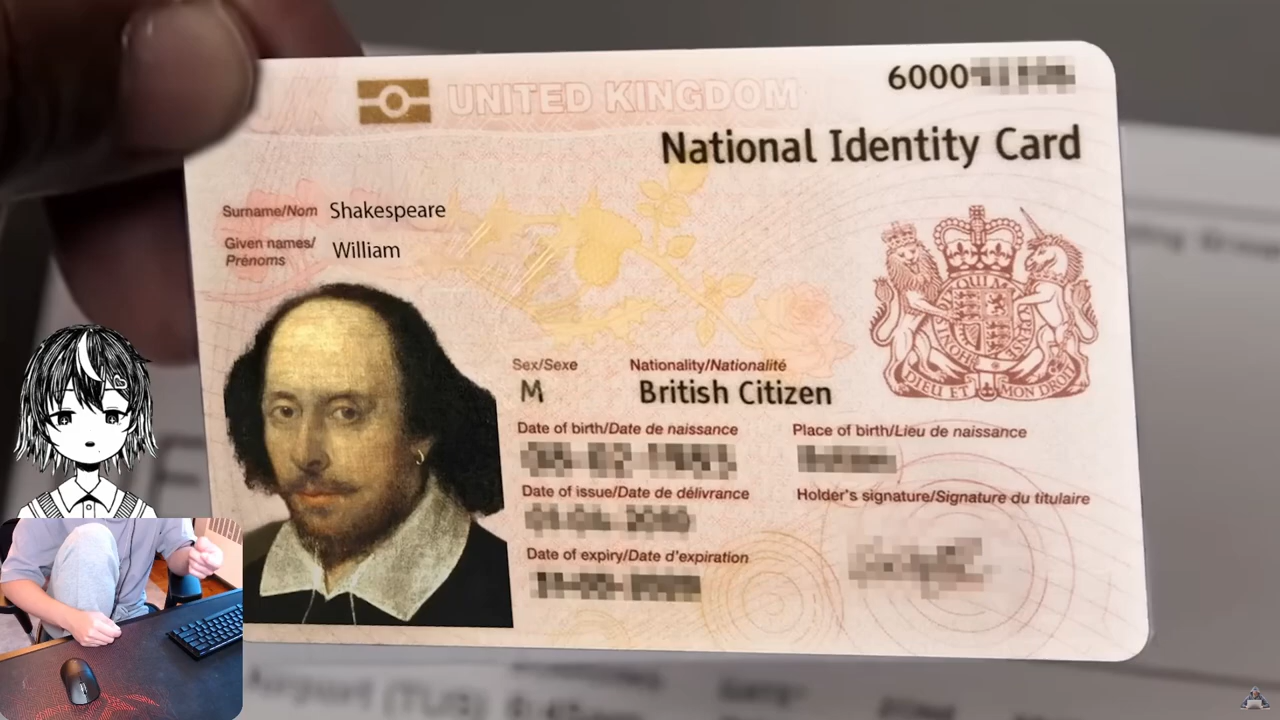 UNITED KINGDOM
6000
National Identity Card
Surname/Nom Shakespeare
Given names/ William
Prénoms
Sex/Sexe Nationality/Nationalité
M British Citizen
Date of birth/Date de naissance Place of birth/Lieu de naissance
Date of issue/Date de délivrance Holder's signature/Signature du titulaire
Date of expiry/Date d'expiration
DIEU ET MON DROIT
Airport (TUS)